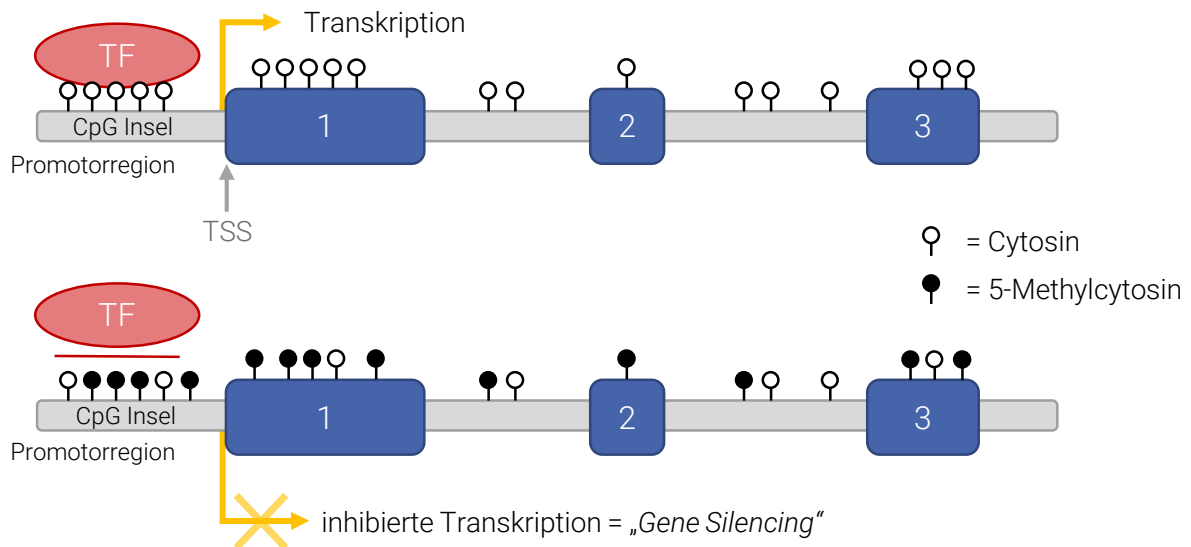 TF
Transkription
CpG Insel
1
2
3
Promotorregion
TSS
= Cytosin
= 5-Methylcytosin
TF
CpG Insel
1
2
3
Promotorregion
inhibierte Transkription = „Gene Silencing“